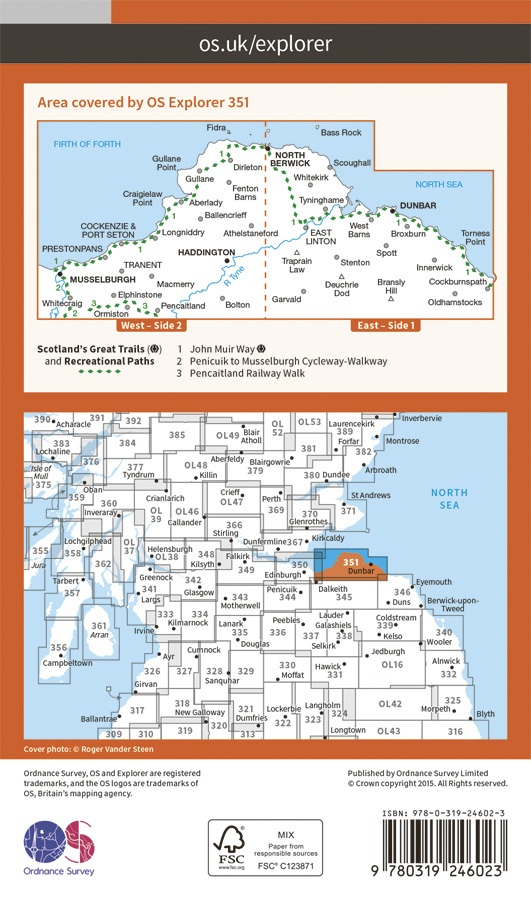 os.uk/explorer
Area covered by OS Explorer 351
FIRTH OF FORTH
Fidra
Bass Rock
NORTH
BERWICK
Scoughall
Gullane
Point
Dirleton
Gullane
Whitekirk
NORTH SEA
Fenton
Barns
Craigielaw
Point
Aberlady
Tyninghame
DUNBAR
Ballencrieff
COCKENZIE &
PORT SETON
Longniddry
Athelstaneford
EAST
LINTON
West
Barns
Broxburn
Torness
Point
PRESTONPANS
HADDINGTON
Spott
TRANENT
Traprain
Law
Stenton
Innerwick
MUSSELBURGH
Macmerry
R Tyne
Deuchrie
Dod
Bransly
Hill
Cockburnspath
Whitecraig
Elphinstone
Pencaitland
Bolton
Garvald
Oldhamstocks
Ormiston
1
1
1
1
1
1
2
2
3
3
West – Side 2
East – Side 1
Scotland's Great Trails ( )
and Recreational Paths
1 John Muir Way
2 Penicuik to Musselburgh Cycleway-Walkway
3 Pencaitland Railway Walk
390
Acharacle
391
392
385
OL49
Blair
Atholl
OL
52
OL53
Laurencekirk
Inverbervie
389
Forfar
Montrose
383
Lochaline
384
381
382
376
Aberfeldy
Blairgowrie
Arbroath
Isle of
Mull
375
377
Tyndrum
OL48
Killin
379
380
Dundee
Oban
359
Crianlarich
Crieff
OL47
Perth
St Andrews
360
Inveraray
OL
39
OL46
Callander
369
370
371
Glenrothes
366
Stirling
Lochgilphead
OL
37
Dunfermline
367
Kirkcaldy
355
358
Jura
Helensburgh
OL38
348
Kilsyth
Falkirk
349
350
Edinburgh
351
Dunbar
362
Tarbert
Greenock
Eyemouth
357
341
Largs
342
Glasgow
343
Motherwell
Penicuik
344
Dalkeith
345
346
Duns
Berwick-upon-
Tweed
361
Arran
333
334
Irvine
Kilmarnock
Lanark
335
Peebles
336
Lauder
Galashiels
337
338
Selkirk
Coldstream
339
Kelso
340
Wooler
Douglas
356
Campbeltown
Ayr
Cumnock
Jedburgh
OL16
Alnwick
332
326
327
328
Sanquhar
329
330
Moffat
Hawick
331
Girvan
317
318
New Galloway
321
Dumfries
Lockerbie
322
Langholm
323
324
OL42
325
Morpeth
Ballantrae
Blyth
309
310
319
320
313
Longtown
OL43
316
NORTH
SEA
Cover photo: © Roger Vander Steen
Ordnance Survey, OS and Explorer are registered
trademarks, and the OS logos are trademarks of
OS, Britain's mapping agency.
Published by Ordnance Survey Limited
© Crown copyright 2015. All Rights reserved.
OS
Ordnance Survey
FSC
www.fsc.org
MIX
Paper from
responsible sources
FSC® C123871
ISBN: 978-0-319-24602-3
9 780319 246023